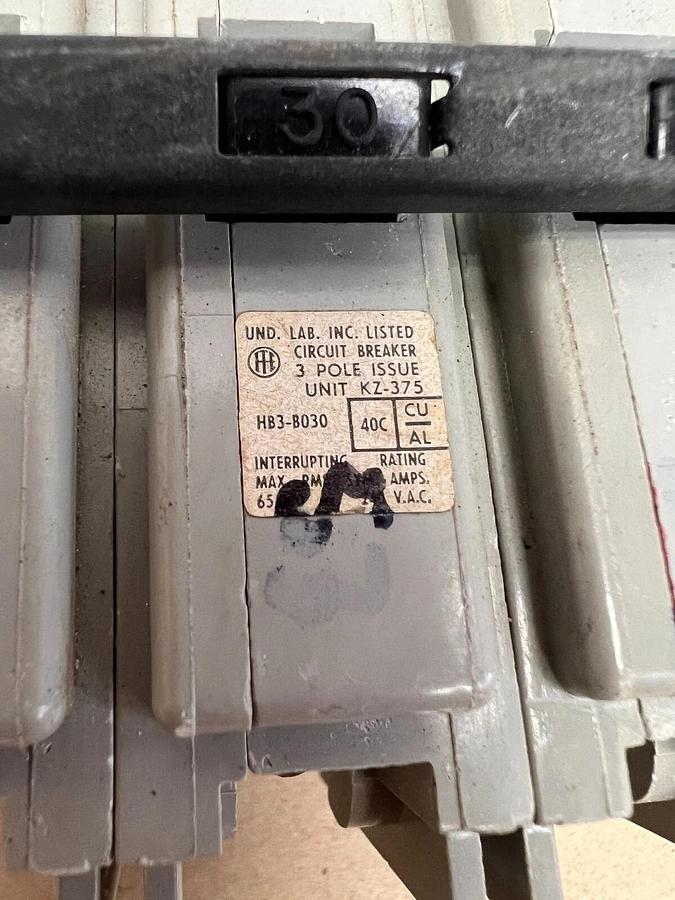 30
UND. LAB. INC. LISTED
CIRCUIT BREAKER
3 POLE ISSUE
UNIT KZ-375
HB3-B030
40C
CU
AL
INTERRUPTING RATING
MAX AMPS.
65 V.A.C.